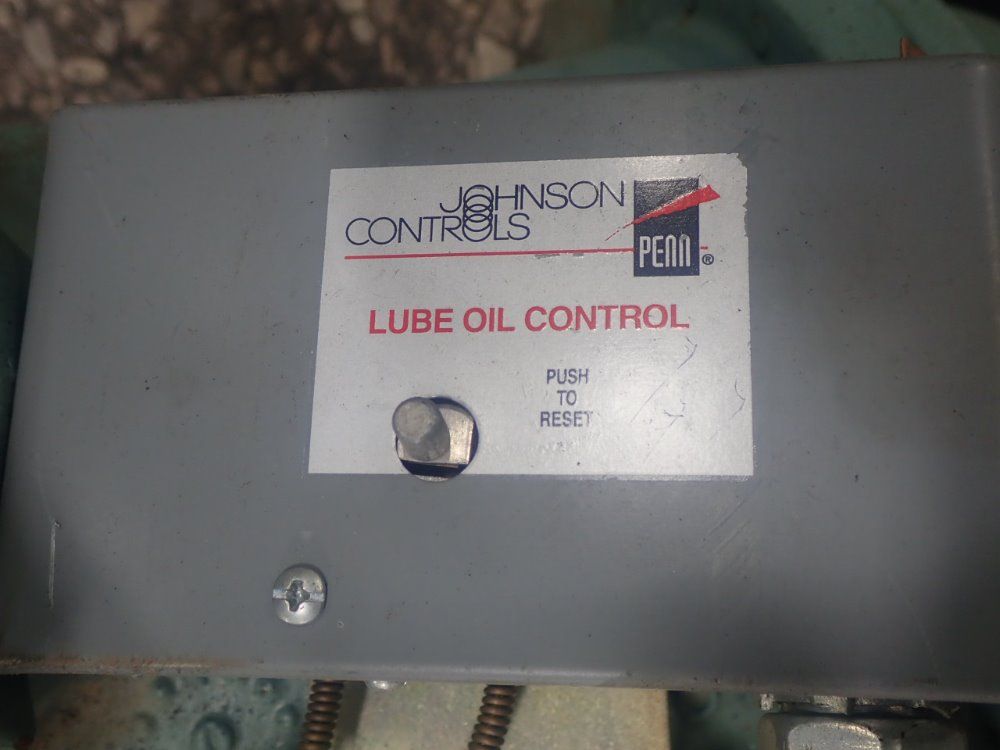 JOHNSON
CONTROLS
PENN ®
LUBE OIL CONTROL
PUSH
TO
RESET